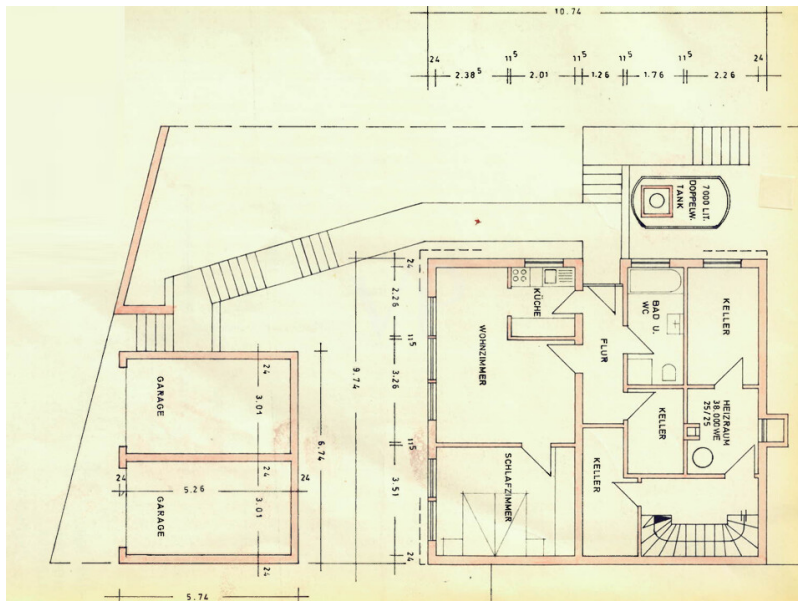 10.74
24
2.38⁵
11⁵
2.01
11⁵
1.26
11⁵
1.76
11⁵
2.26
24
7000 LIT.
DOPPELW.
TANK
KÜCHE
WOHNZIMMER
FLUR
BAD U.
WC
KELLER
HEIZRAUM
38.000WE
25/25
KELLER
KELLER
SCHLAFZIMMER
24
2.26
11⁵
3.26
11⁵
3.51
24
9.74
6.74
GARAGE
24
3.01
24
GARAGE
24
5.26
24
3.01
24
5.74